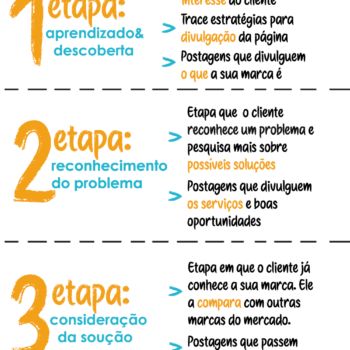 1 etapa:
aprendizado&
descoberta
interesse do cliente
> Trace estratégias para
divulgação da página
> Postagens que divulguem
o que a sua marca é
2 etapa:
reconhecimento
do problema
> Etapa que o cliente
reconhece um problema e
pesquisa mais sobre
possíveis soluções
> Postagens que divulguem
os serviços e boas
oportunidades
3 etapa:
consideração
da soução
> Etapa em que o cliente já
conhece a sua marca. Ele
a compara com outras
marcas do mercado.
> Postagens que passem